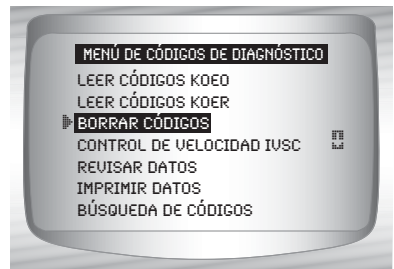 MENÚ DE CÓDIGOS DE DIAGNÓSTICO
LEER CÓDIGOS KOEO
LEER CÓDIGOS KOER
BORRAR CÓDIGOS
CONTROL DE VELOCIDAD IVSC
REVISAR DATOS
IMPRIMIR DATOS
BÚSQUEDA DE CÓDIGOS